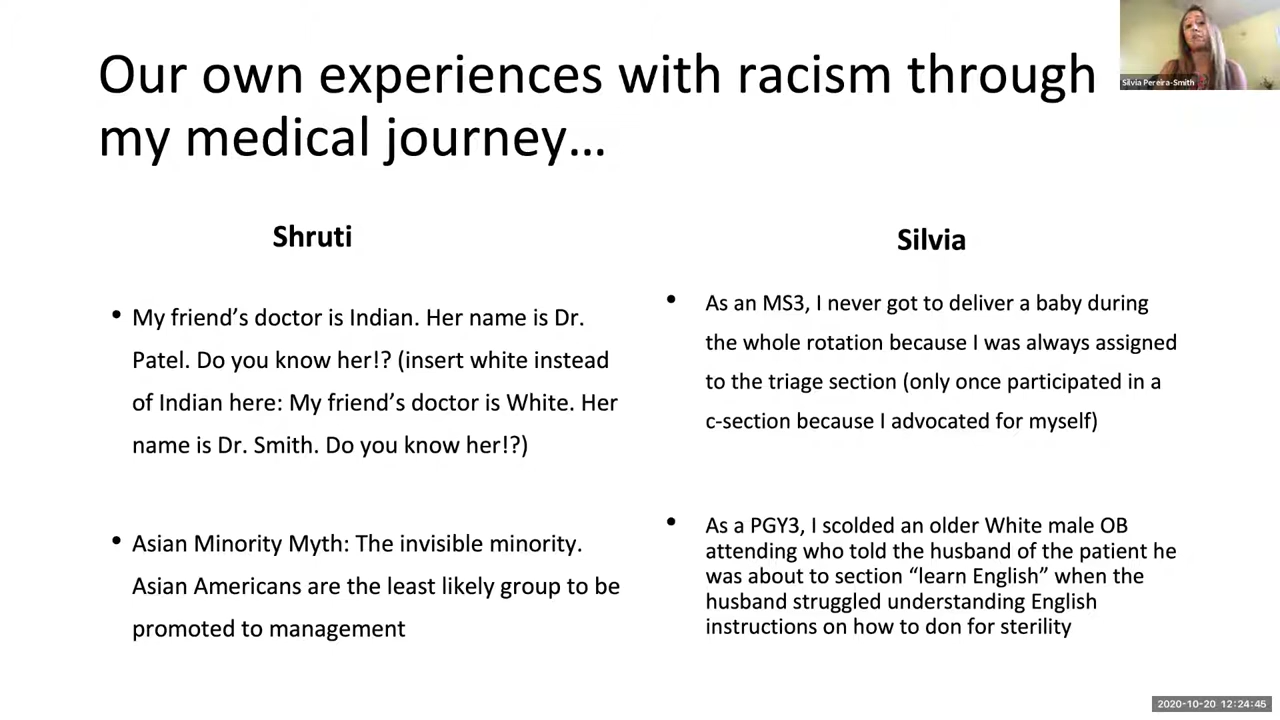 Our own experiences with racism through
my medical journey…
Silvia Pereira-Smith
Shruti
• My friend’s doctor is Indian. Her name is Dr.
Patel. Do you know her!? (insert white instead
of Indian here: My friend’s doctor is White. Her
name is Dr. Smith. Do you know her!?)
• Asian Minority Myth: The invisible minority.
Asian Americans are the least likely group to be
promoted to management
Silvia
• As an MS3, I never got to deliver a baby during
the whole rotation because I was always assigned
to the triage section (only once participated in a
c-section because I advocated for myself)
• As a PGY3, I scolded an older White male OB
attending who told the husband of the patient he
was about to section “learn English” when the
husband struggled understanding English
instructions on how to don for sterility
2020-10-20 12:24:45